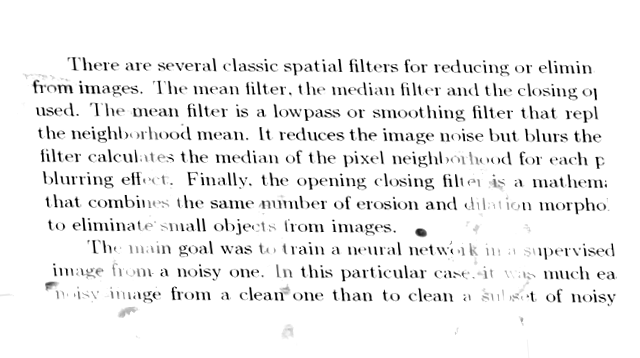 There are several classic spatial filters for reducing or elimin
from images. The mean filter, the median filter and the closing op
used. The mean filter is a lowpass or smoothing filter that repl
the neighborhood mean. It reduces the image noise but blurs the
filter calculates the median of the pixel neighborhood for each p
blurring effect. Finally, the opening closing filter is a mathema
that combines the same number of erosion and dilation morpho
to eliminate small objects from images.
The main goal was to train a neural network in a supervised
image from a noisy one. In this particular case, it was much ea
noisy image from a clean one than to clean a subset of noisy